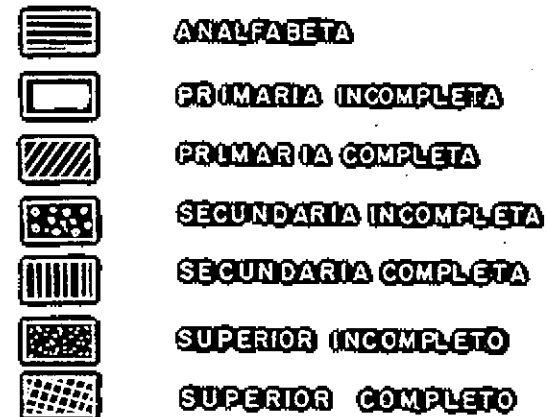 ANALFABETA
PRIMARIA INCOMPLETA
PRIMARIA COMPLETA
SECUNDARIA INCOMPLETA
SECUNDARIA COMPLETA
SUPERIOR INCOMPLETO
SUPERIOR COMPLETO